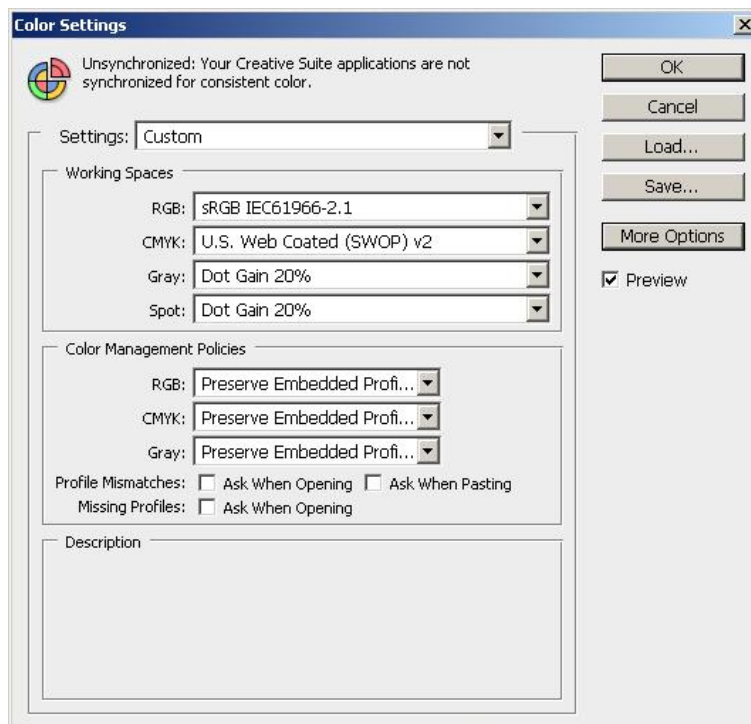 Color Settings
Unsynchronized: Your Creative Suite applications are not
synchronized for consistent color.
OK
Cancel
Load...
Save...
More Options
Preview
Settings: Custom
Working Spaces
RGB: sRGB IEC61966-2.1
CMYK: U.S. Web Coated (SWOP) v2
Gray: Dot Gain 20%
Spot: Dot Gain 20%
Color Management Policies
RGB: Preserve Embedded Profi...
CMYK: Preserve Embedded Profi...
Gray: Preserve Embedded Profi...
Profile Mismatches: Ask When Opening Ask When Pasting
Missing Profiles: Ask When Opening
Description